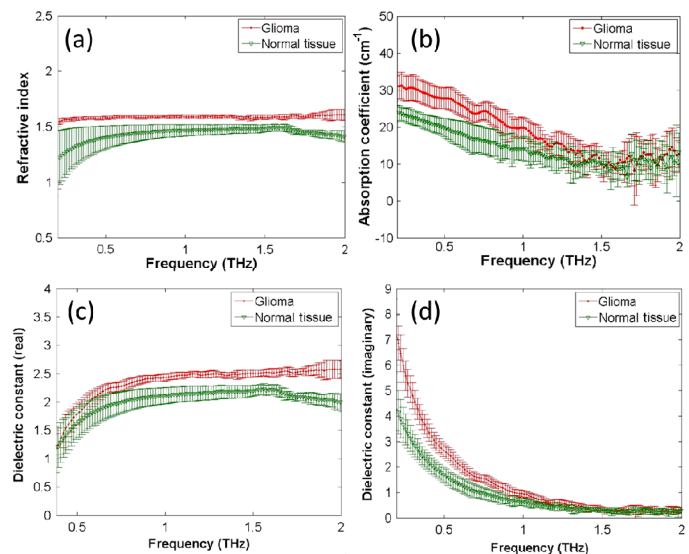 (a)
Glioma
Normal tissue
2.5
2
1.5
1
0.5
Refractive index
0.5
1
1.5
2
Frequency (THz)
(b)
Glioma
Normal tissue
50
40
30
20
10
0
-10
Absorption coefficient (cm⁻¹)
0.5
1
1.5
2
Frequency (THz)
(c)
Glioma
Normal tissue
4
3.5
3
2.5
2
1.5
1
0.5
0
Dielectric constant (real)
0.5
1
1.5
2
Frequency (THz)
(d)
Glioma
Normal tissue
9
8
7
6
5
4
3
2
1
0
Dielectric constant (imaginary)
0.5
1
1.5
2
Frequency (THz)